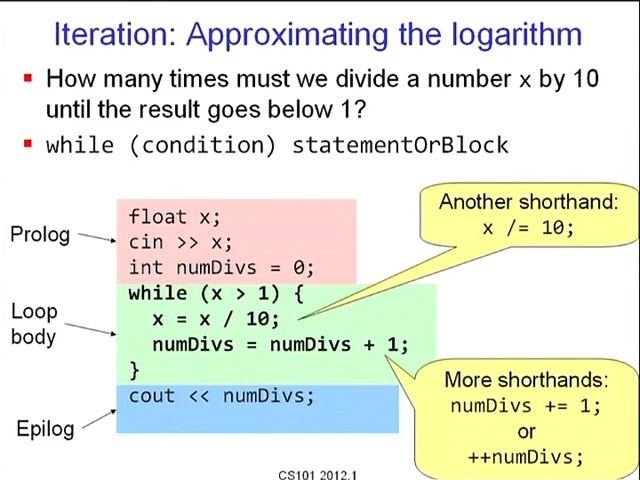 Iteration: Approximating the logarithm
How many times must we divide a number x by 10
until the result goes below 1?
while (condition) statementOrBlock
Another shorthand:
x /= 10;
Prolog
float x;
cin >> x;
int numDivs = 0;
Loop
body
while (x > 1) {
x = x / 10;
numDivs = numDivs + 1;
}
Epilog
cout << numDivs;
More shorthands:
numDivs += 1;
or
++numDivs;
CS101 2012.1